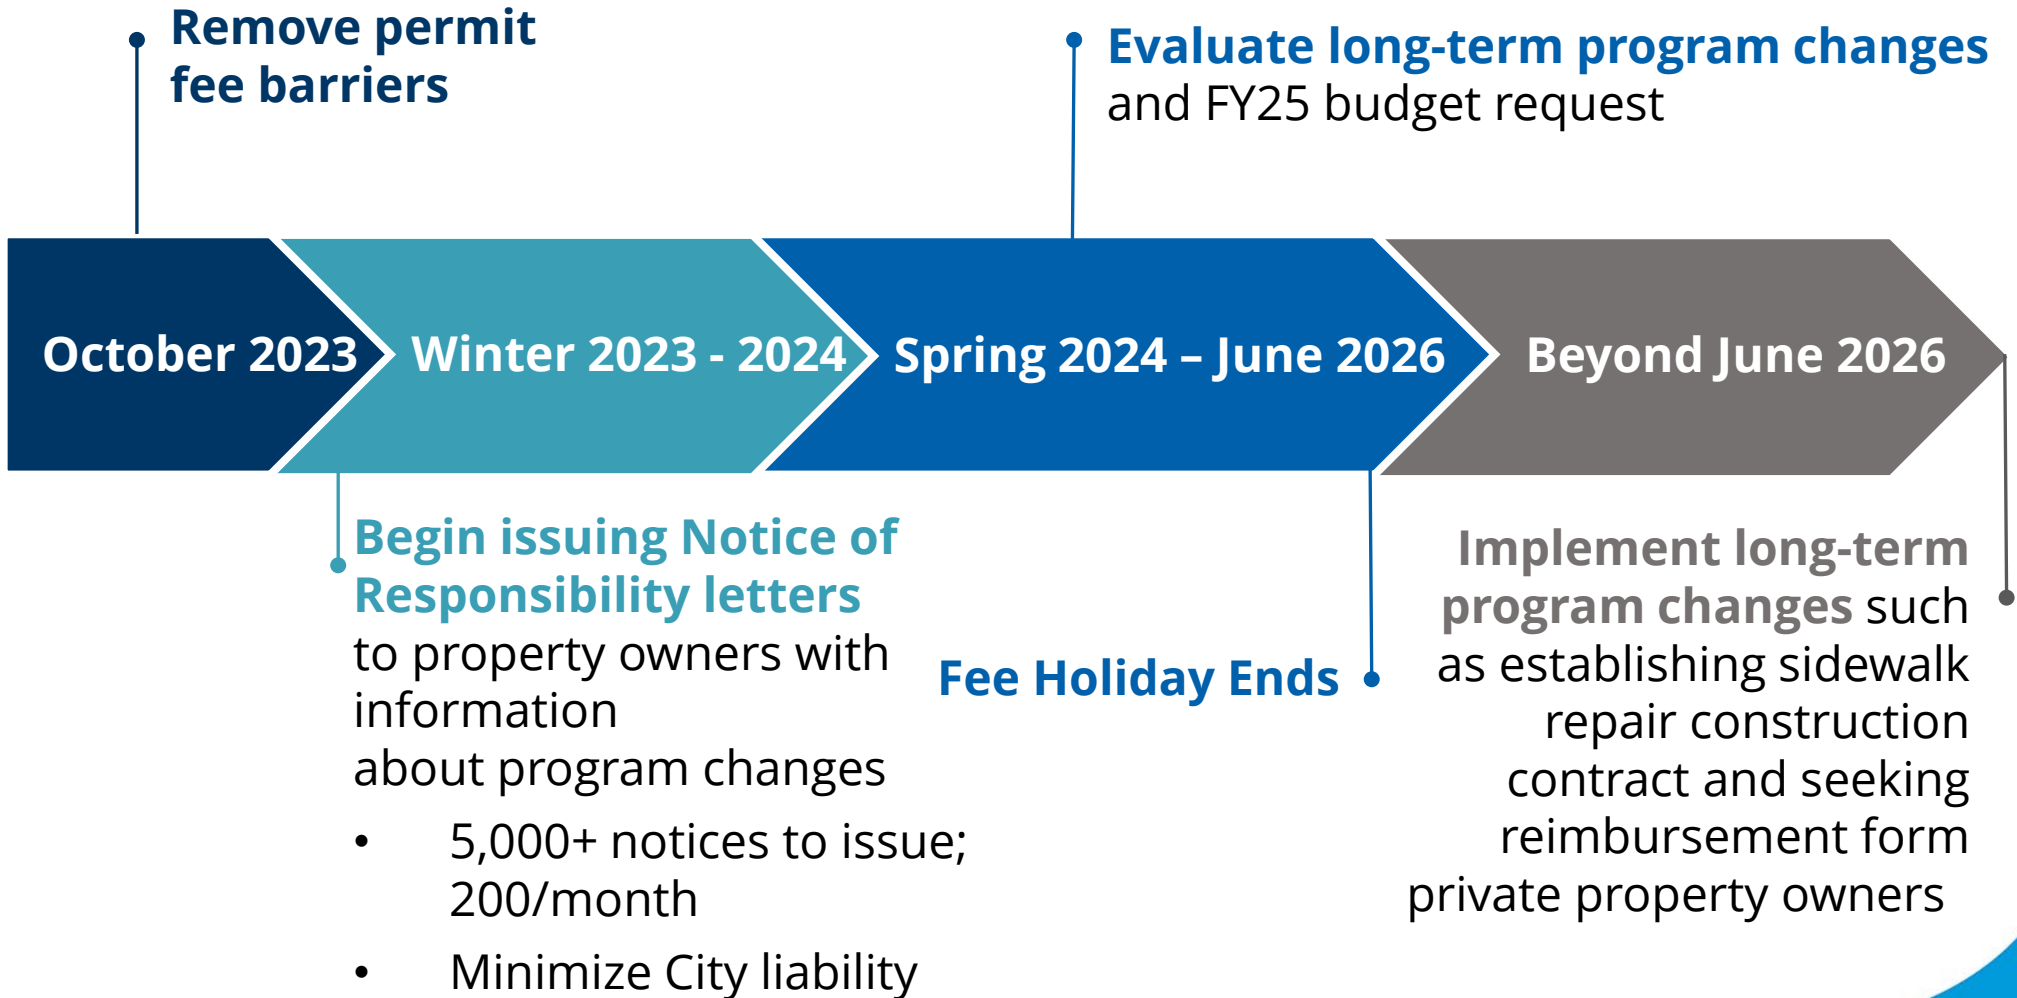 Remove permit
fee barriers
Evaluate long-term program changes
and FY25 budget request
October 2023
Winter 2023 - 2024
Spring 2024 – June 2026
Beyond June 2026
Begin issuing Notice of
Responsibility letters
to property owners with
information
about program changes
• 5,000+ notices to issue;
200/month
• Minimize City liability
Fee Holiday Ends
Implement long-term
program changes such
as establishing sidewalk
repair construction
contract and seeking
reimbursement form
private property owners